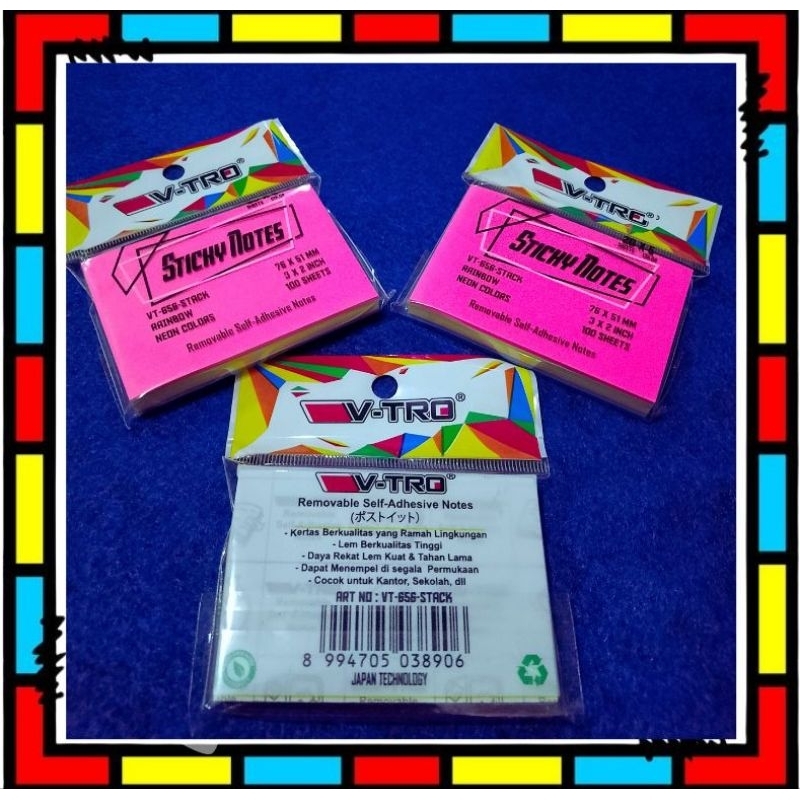 V-TRO®
STICKY NOTES
VT-656-STACK
RAINBOW
NEON COLORS
76 X 51 MM
3 X 2 INCH
100 SHEETS
Removable Self-Adhesive Notes
V-TRO®
STICKY NOTES
VT-656-STACK
RAINBOW
NEON COLORS
76 X 51 MM
3 X 2 INCH
100 SHEETS
Removable Self-Adhesive Notes
V-TRO®
V-TRO®
Removable Self-Adhesive Notes
(ポストイット)
- Kertas Berkualitas yang Ramah Lingkungan
- Lem Berkualitas Tinggi
- Daya Rekat Lem Kuat & Tahan Lama
- Dapat Menempel di segala Permukaan
- Cocok untuk Kantor, Sekolah, dll
ART NO : VT-656-STACK
8 994705 038906
JAPAN TECHNOLOGY